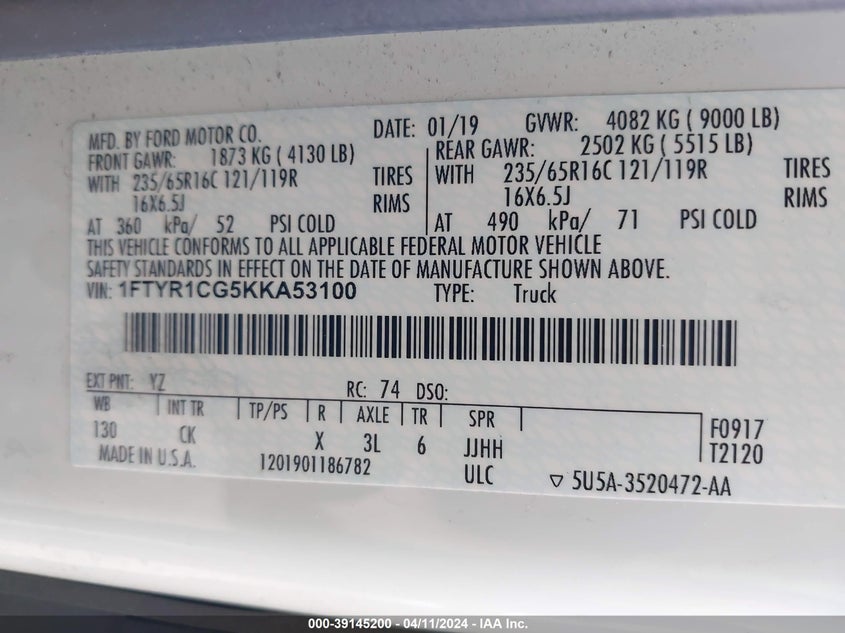 MFD. BY FORD MOTOR CO. DATE: 01/19 GVWR: 4082 KG ( 9000 LB)
FRONT GAWR: 1873 KG ( 4130 LB) REAR GAWR: 2502 KG ( 5515 LB)
WITH 235/65R16C 121/119R TIRES WITH 235/65R16C 121/119R TIRES
16X6.5J RIMS 16X6.5J RIMS
AT 360 kPa/ 52 PSI COLD AT 490 kPa/ 71 PSI COLD
THIS VEHICLE CONFORMS TO ALL APPLICABLE FEDERAL MOTOR VEHICLE
SAFETY STANDARDS IN EFFECT ON THE DATE OF MANUFACTURE SHOWN ABOVE.
VIN: 1FTYR1CG5KKA53100 TYPE: Truck
EXT PNT: YZ RC: 74 DSO:
WB INT TR TP/PS R AXLE TR SPR F0917
130 CK X 3L 6 JJHH T2120
MADE IN U.S.A. 1201901186782 ULC ▽ 5U5A-3520472-AA
000-39145200 - 04/11/2024 - IAA Inc.